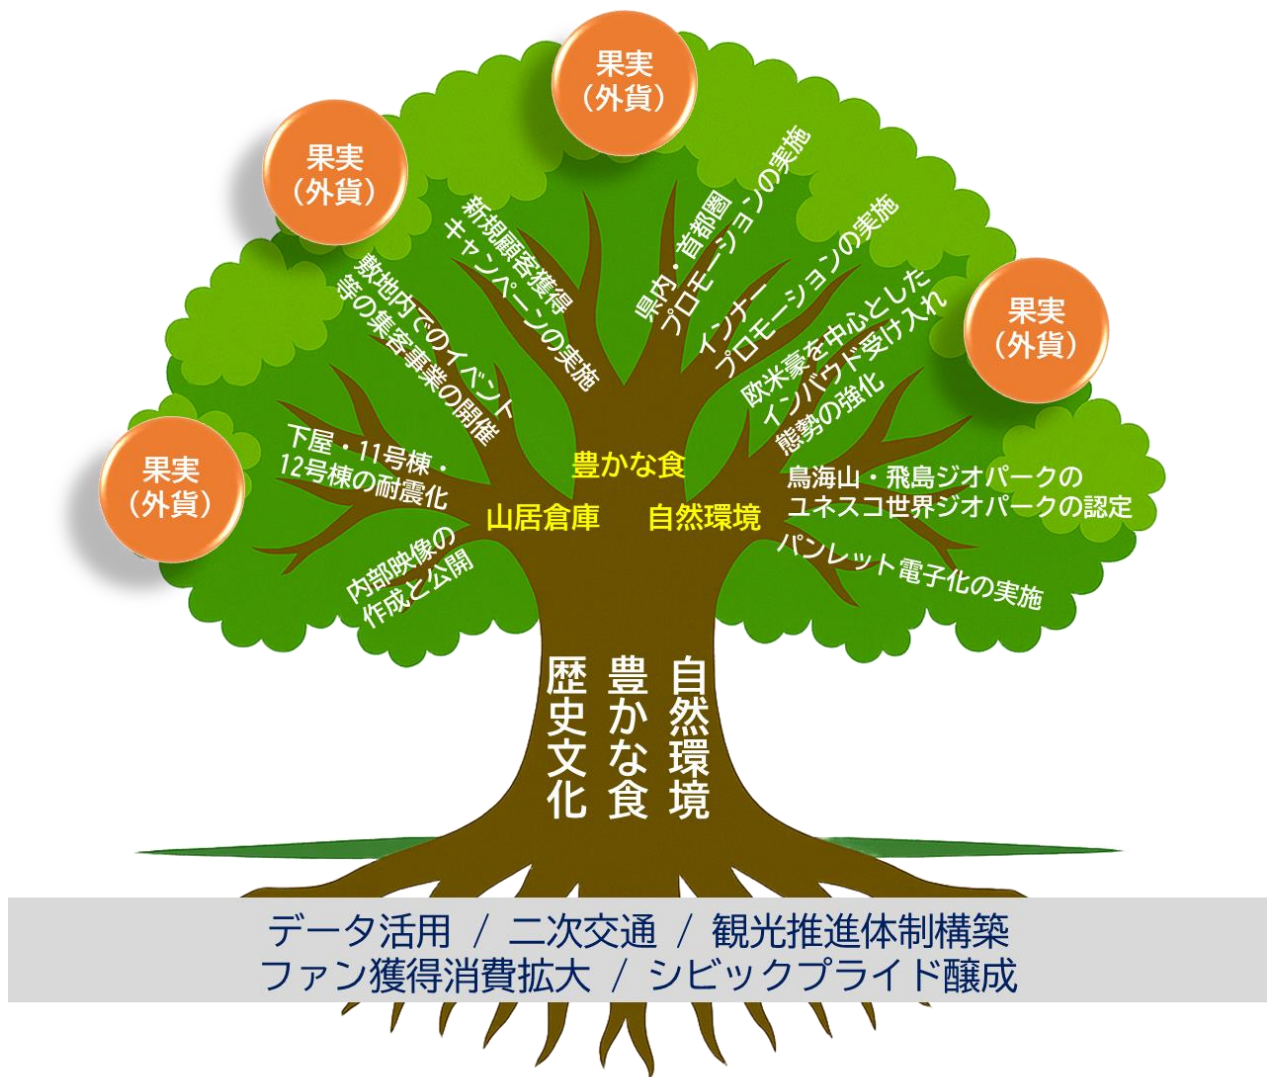 果実
（外貨）
果実
（外貨）
果実
（外貨）
果実
（外貨）
内部映像の
作成と公開
下屋・11号棟・
12号棟の耐震化
敷地内でのイベント
等の集客事業の開催
新規顧客獲得
キャンペーンの実施
県内・首都圏
プロモーションの実施
インナー
プロモーションの実施
欧米豪を中心とした
インバウンド受け入れ
態勢の強化
鳥海山・飛島ジオパークの
ユネスコ世界ジオパークの認定
パンレット電子化の実施
豊かな食
山居倉庫
自然環境
歴史文化
豊かな食
自然環境
データ活用 / 二次交通 / 観光推進体制構築
ファン獲得消費拡大 / シビックプライド醸成